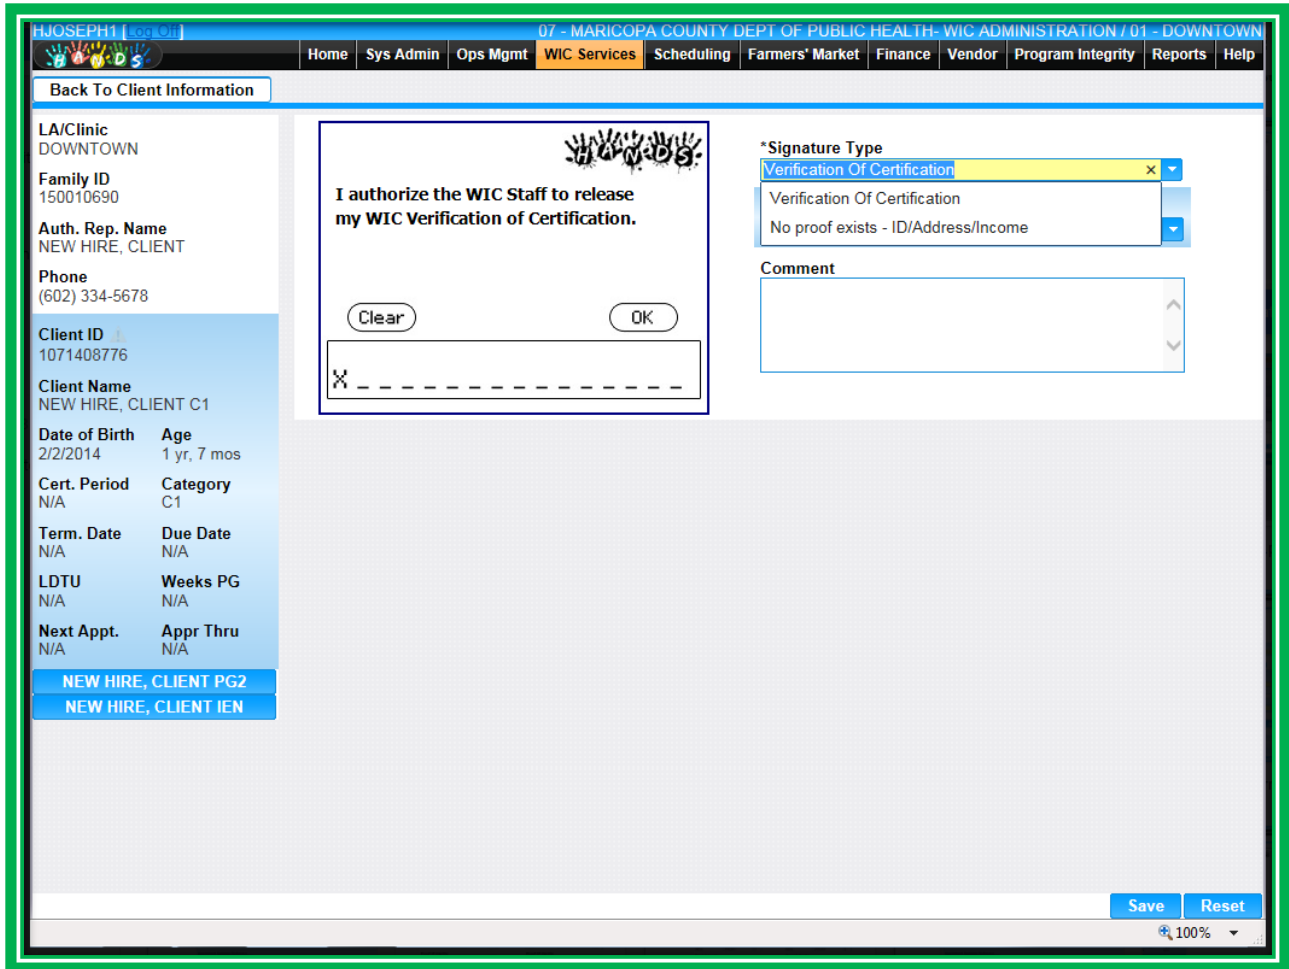 HJOSEPH1 [Log Off]
07 - MARICOPA COUNTY DEPT OF PUBLIC HEALTH- WIC ADMINISTRATION / 01 - DOWNTOWN
HANDS
Home Sys Admin Ops Mgmt WIC Services Scheduling Farmers' Market Finance Vendor Program Integrity Reports Help
Back To Client Information
LA/Clinic
DOWNTOWN
Family ID
150010690
Auth. Rep. Name
NEW HIRE, CLIENT
Phone
(602) 334-5678
Client ID
1071408776
Client Name
NEW HIRE, CLIENT C1
Date of Birth Age
2/2/2014 1 yr, 7 mos
Cert. Period Category
N/A C1
Term. Date Due Date
N/A N/A
LDTU Weeks PG
N/A N/A
Next Appt. Appr Thru
N/A N/A
NEW HIRE, CLIENT PG2
NEW HIRE, CLIENT IEN
HANDS
I authorize the WIC Staff to release
my WIC Verification of Certification.
Clear OK
X _ _ _ _ _ _ _ _ _ _ _ _ _ _ _
*Signature Type
Verification Of Certification
Verification Of Certification
No proof exists - ID/Address/Income
Comment
Save Reset
100%